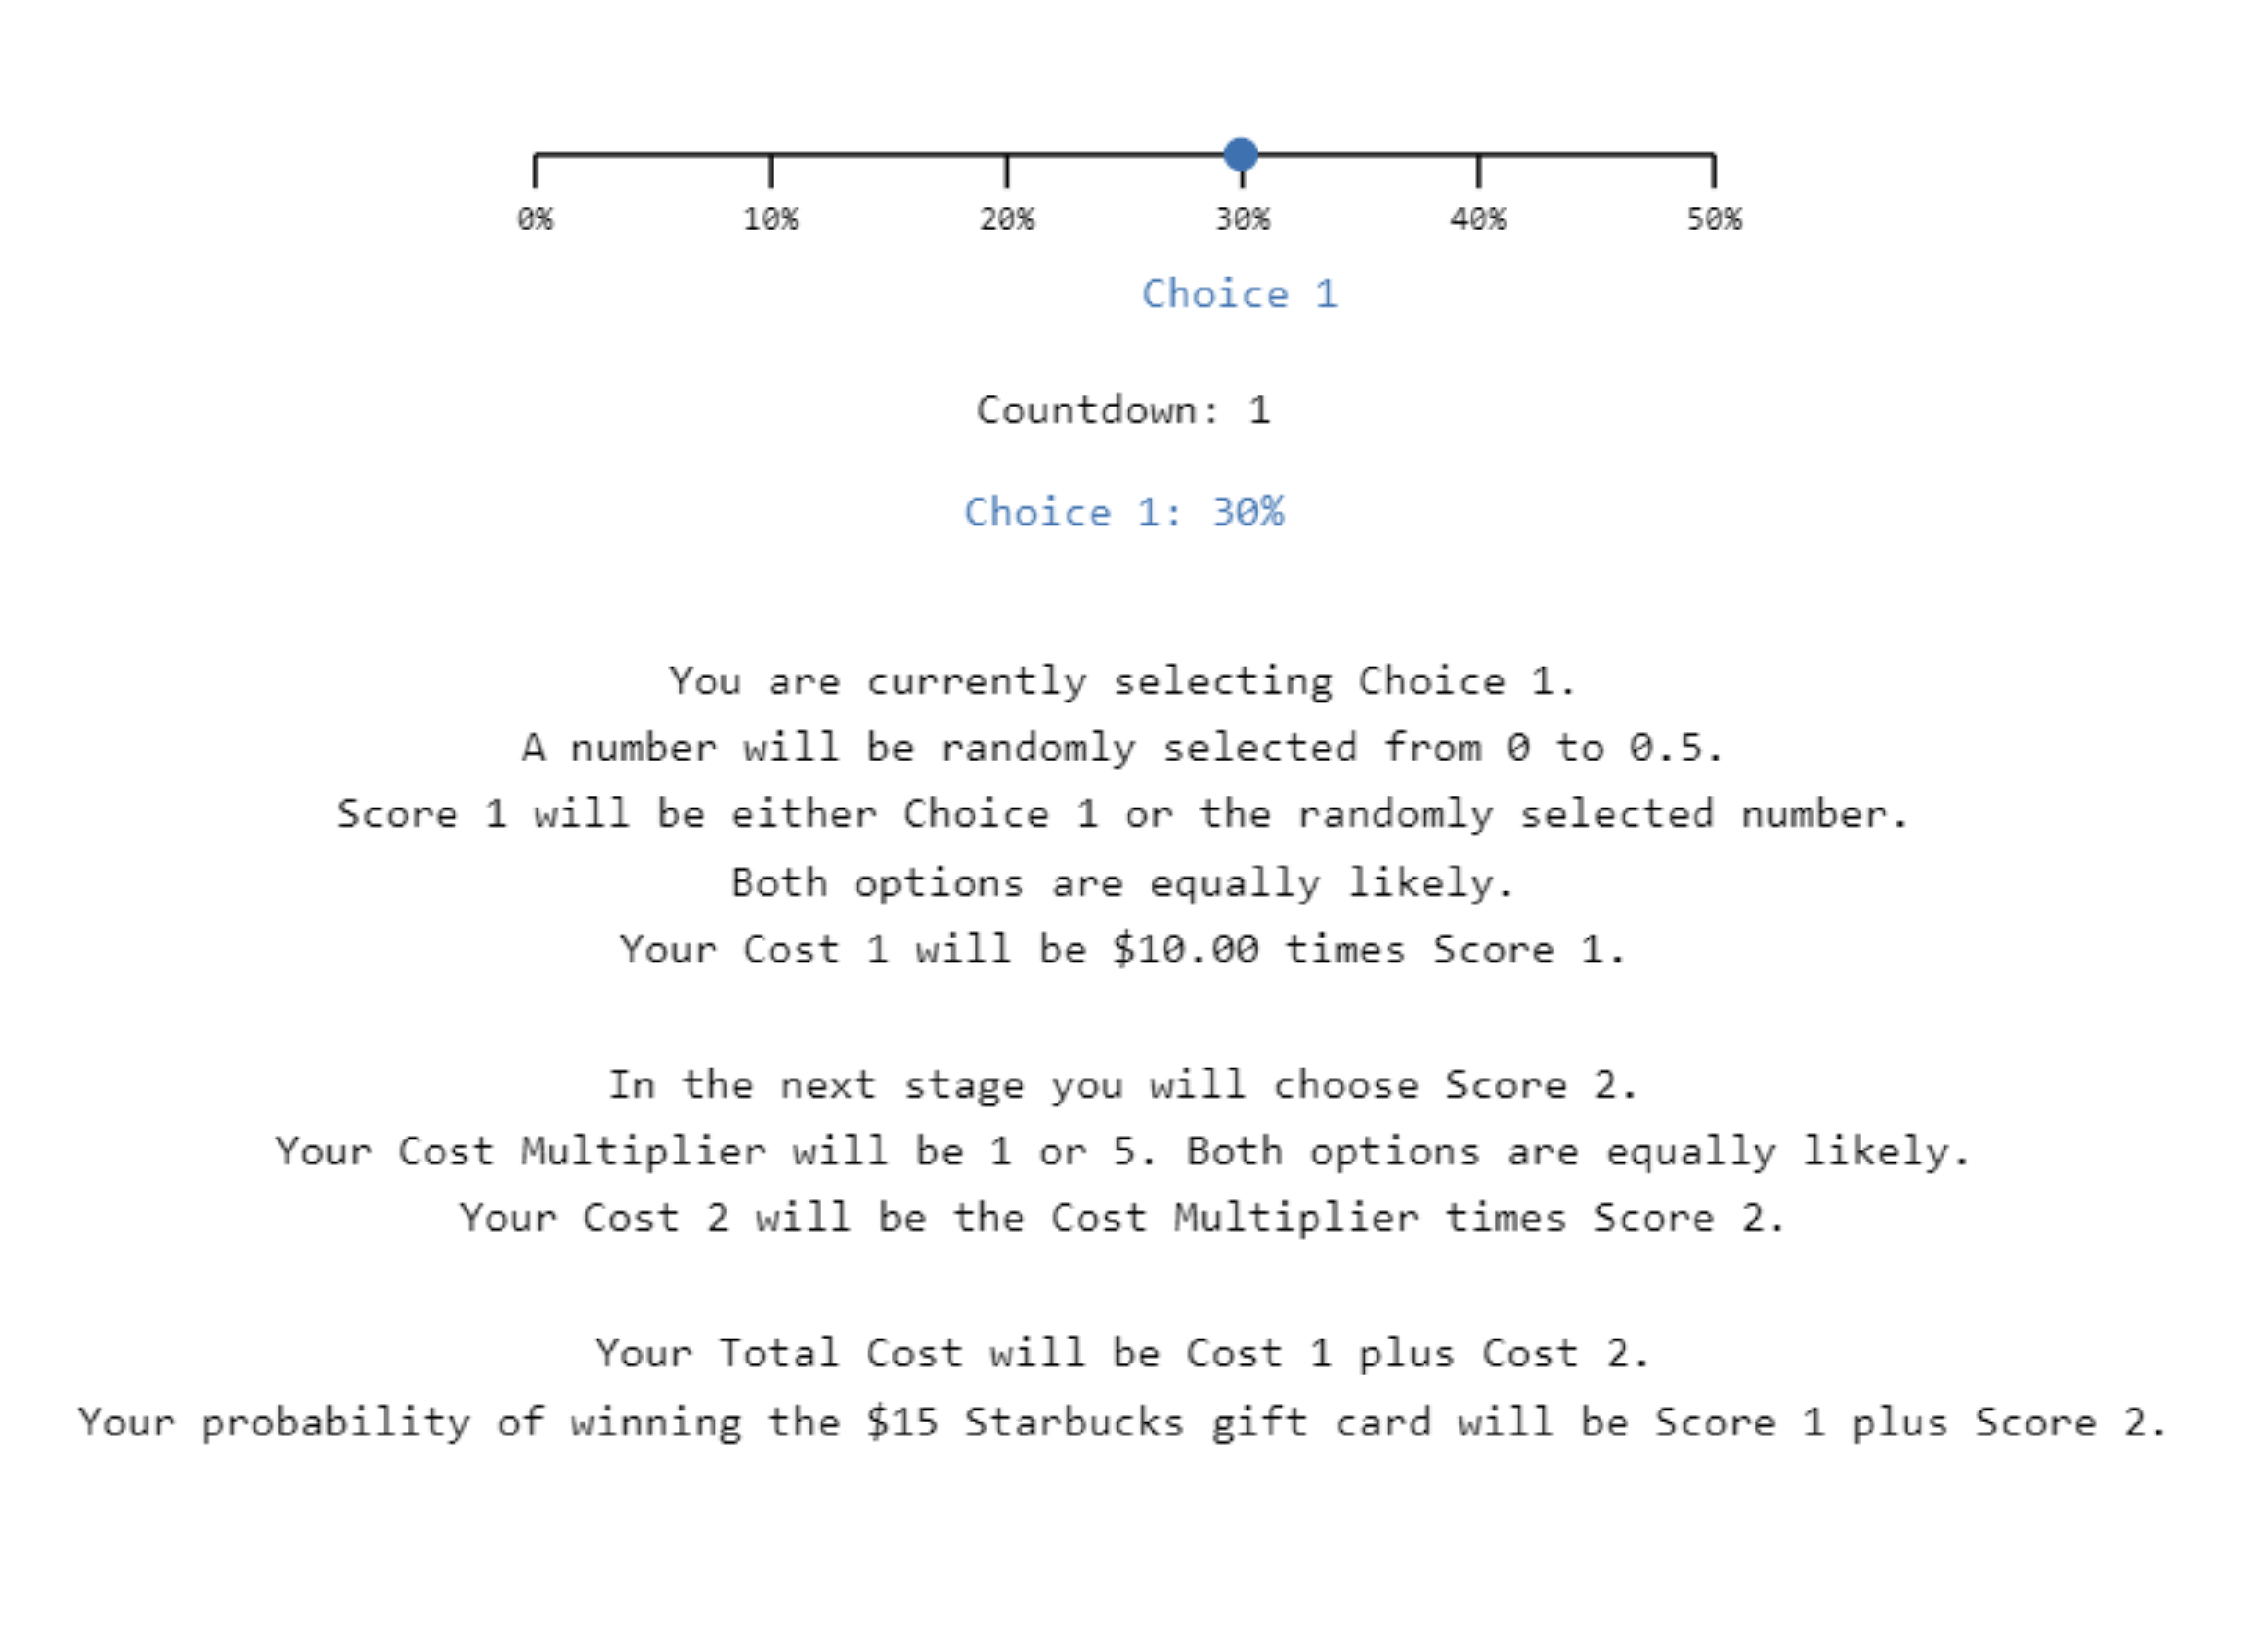 0% 10% 20% 30% 40% 50%
Choice 1
Countdown: 1
Choice 1: 30%
You are currently selecting Choice 1.
A number will be randomly selected from 0 to 0.5.
Score 1 will be either Choice 1 or the randomly selected number.
Both options are equally likely.
Your Cost 1 will be $10.00 times Score 1.
In the next stage you will choose Score 2.
Your Cost Multiplier will be 1 or 5. Both options are equally likely.
Your Cost 2 will be the Cost Multiplier times Score 2.
Your Total Cost will be Cost 1 plus Cost 2.
Your probability of winning the $15 Starbucks gift card will be Score 1 plus Score 2.